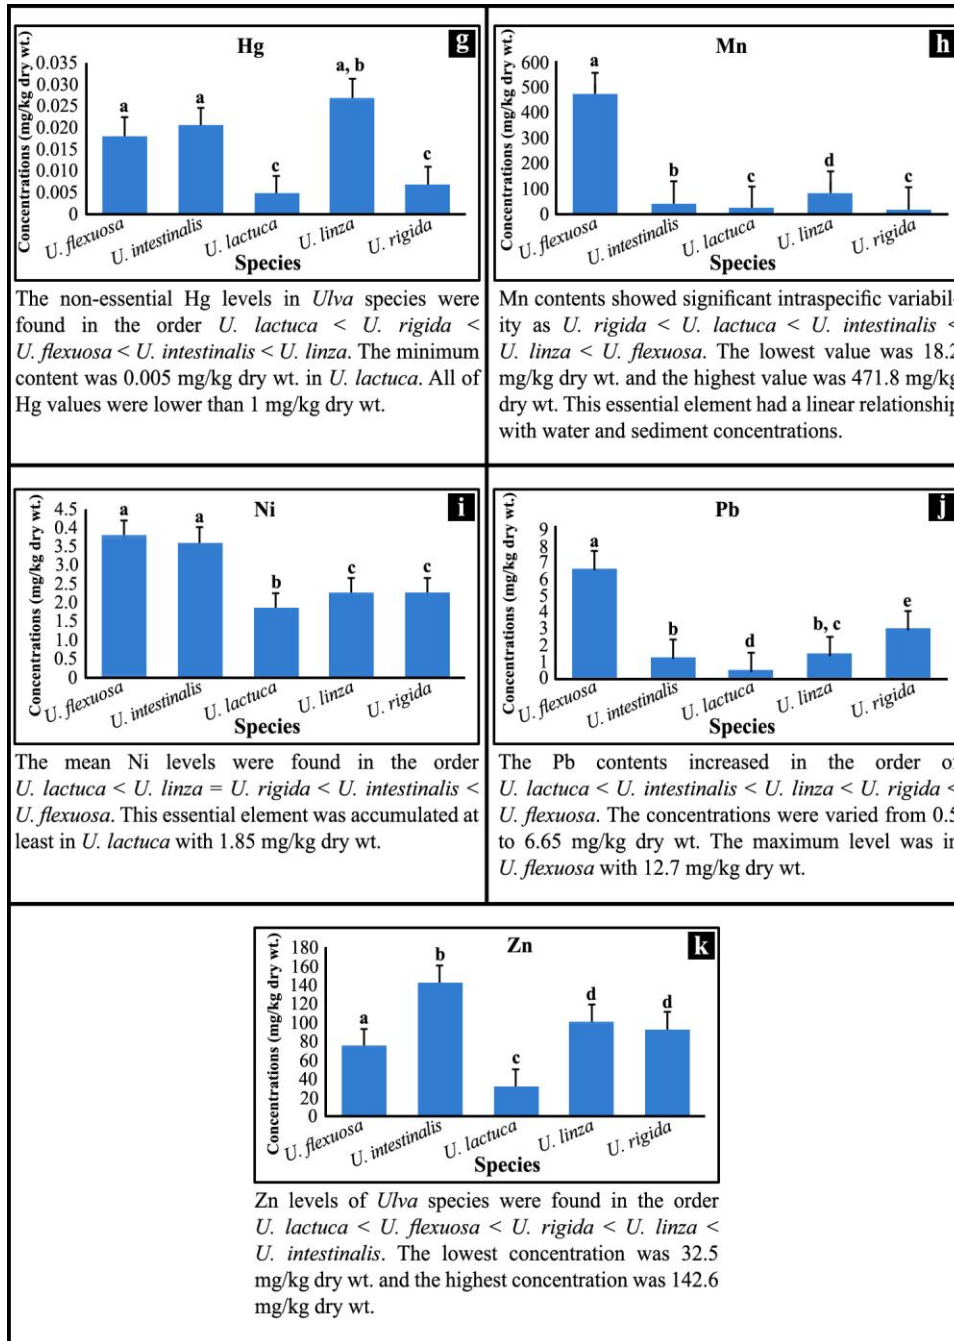 Hg
g
Concentrations (mg/kg dry wt.)
0.035
0.030
0.025
0.020
0.015
0.010
0.005
0
a
a
c
a, b
c
U. flexuosa
U. intestinalis
U. lactuca
U. linza
U. rigida
Species
The non-essential Hg levels in Ulva species were
found in the order U. lactuca < U. rigida <
U. flexuosa < U. intestinalis < U. linza. The minimum
content was 0.005 mg/kg dry wt. in U. lactuca. All of
Hg values were lower than 1 mg/kg dry wt.
Mn
h
Concentrations (mg/kg dry wt.)
600
500
400
300
200
100
0
a
b
c
d
c
U. flexuosa
U. intestinalis
U. lactuca
U. linza
U. rigida
Species
Mn contents showed significant intraspecific variabil-
ity as U. rigida < U. lactuca < U. intestinalis <
U. linza < U. flexuosa. The lowest value was 18.2
mg/kg dry wt. and the highest value was 471.8 mg/kg
dry wt. This essential element had a linear relationship
with water and sediment concentrations.
Ni
i
Concentrations (mg/kg dry wt.)
4.5
0.4
3.5
3.0
2.5
2.0
1.5
1.0
0.5
0
a
a
b
c
c
U. flexuosa
U. intestinalis
U. lactuca
U. linza
U. rigida
Species
The mean Ni levels were found in the order
U. lactuca < U. linza = U. rigida < U. intestinalis <
U. flexuosa. This essential element was accumulated at
least in U. lactuca with 1.85 mg/kg dry wt.
Pb
j
Concentrations (mg/kg dry wt.)
9
8
7
6
5
4
3
2
1
0
a
b
d
b, c
e
U. flexuosa
U. intestinalis
U. lactuca
U. linza
U. rigida
Species
The Pb contents increased in the order of
U. lactuca < U. intestinalis < U. linza < U. rigida <
U. flexuosa. The concentrations were varied from 0.5
to 6.65 mg/kg dry wt. The maximum level was in
U. flexuosa with 12.7 mg/kg dry wt.
Zn
k
Concentrations (mg/kg dry wt.)
180
160
140
120
100
80
60
40
20
0
a
b
c
d
d
U. flexuosa
U. intestinalis
U. lactuca
U. linza
U. rigida
Species
Zn levels of Ulva species were found in the order
U. lactuca < U. flexuosa < U. rigida < U. linza <
U. intestinalis. The lowest concentration was 32.5
mg/kg dry wt. and the highest concentration was 142.6
mg/kg dry wt.